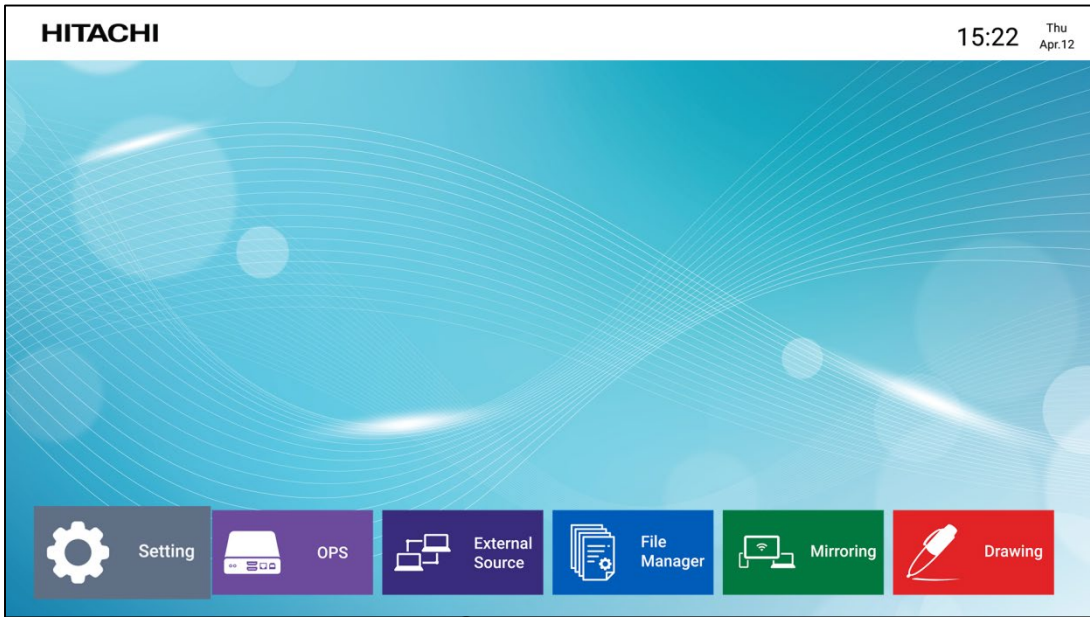 HITACHI
15:22
Thu
Apr.12
Setting
OPS
External
Source
File
Manager
Mirroring
Drawing